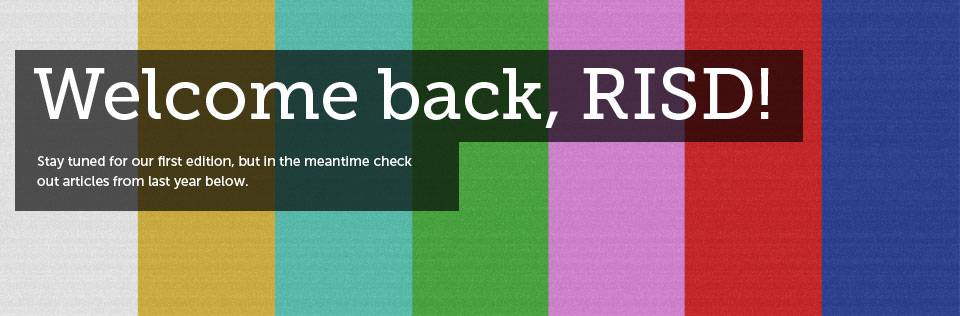 Welcome back, RISD!
Stay tuned for our first edition, but in the meantime check
out articles from last year below.